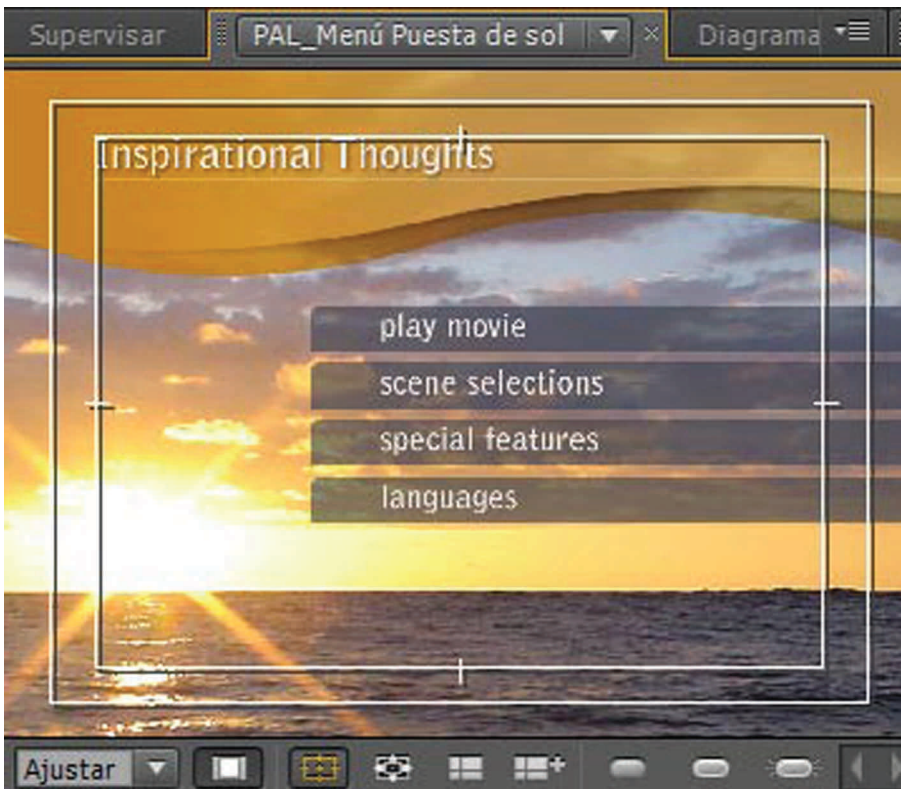 Supervisar PAL_Menú Puesta de sol Diagrama
Inspirational Thoughts
play movie
scene selections
special features
languages
Ajustar